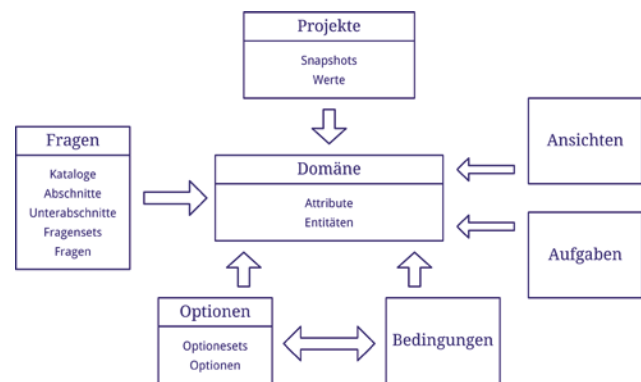 Projekte
Snapshots
Werte
Fragen
Kataloge
Abschnitte
Unterabschnitte
Fragensets
Fragen
Domäne
Attribute
Entitäten
Ansichten
Aufgaben
Optionen
Optionesets
Optionen
Bedingungen